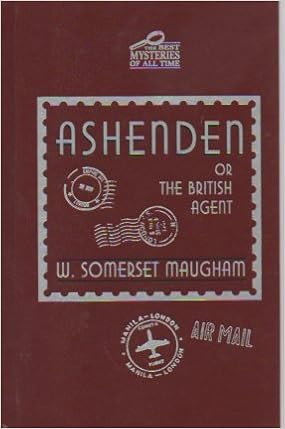 THE BEST
MYSTERIES
OF ALL TIME
ASHENDEN
OR
THE BRITISH
AGENT
W. SOMERSET MAUGHAM
MANILA-LONDON
MANILA-LONDON
AIR MAIL